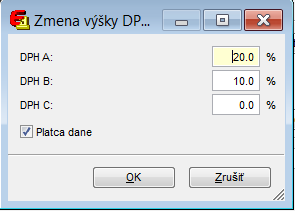 Zmena výšky DP...
DPH A: 20.0 %
DPH B: 10.0 %
DPH C: 0.0 %
Platca dane
OK Zrušiť